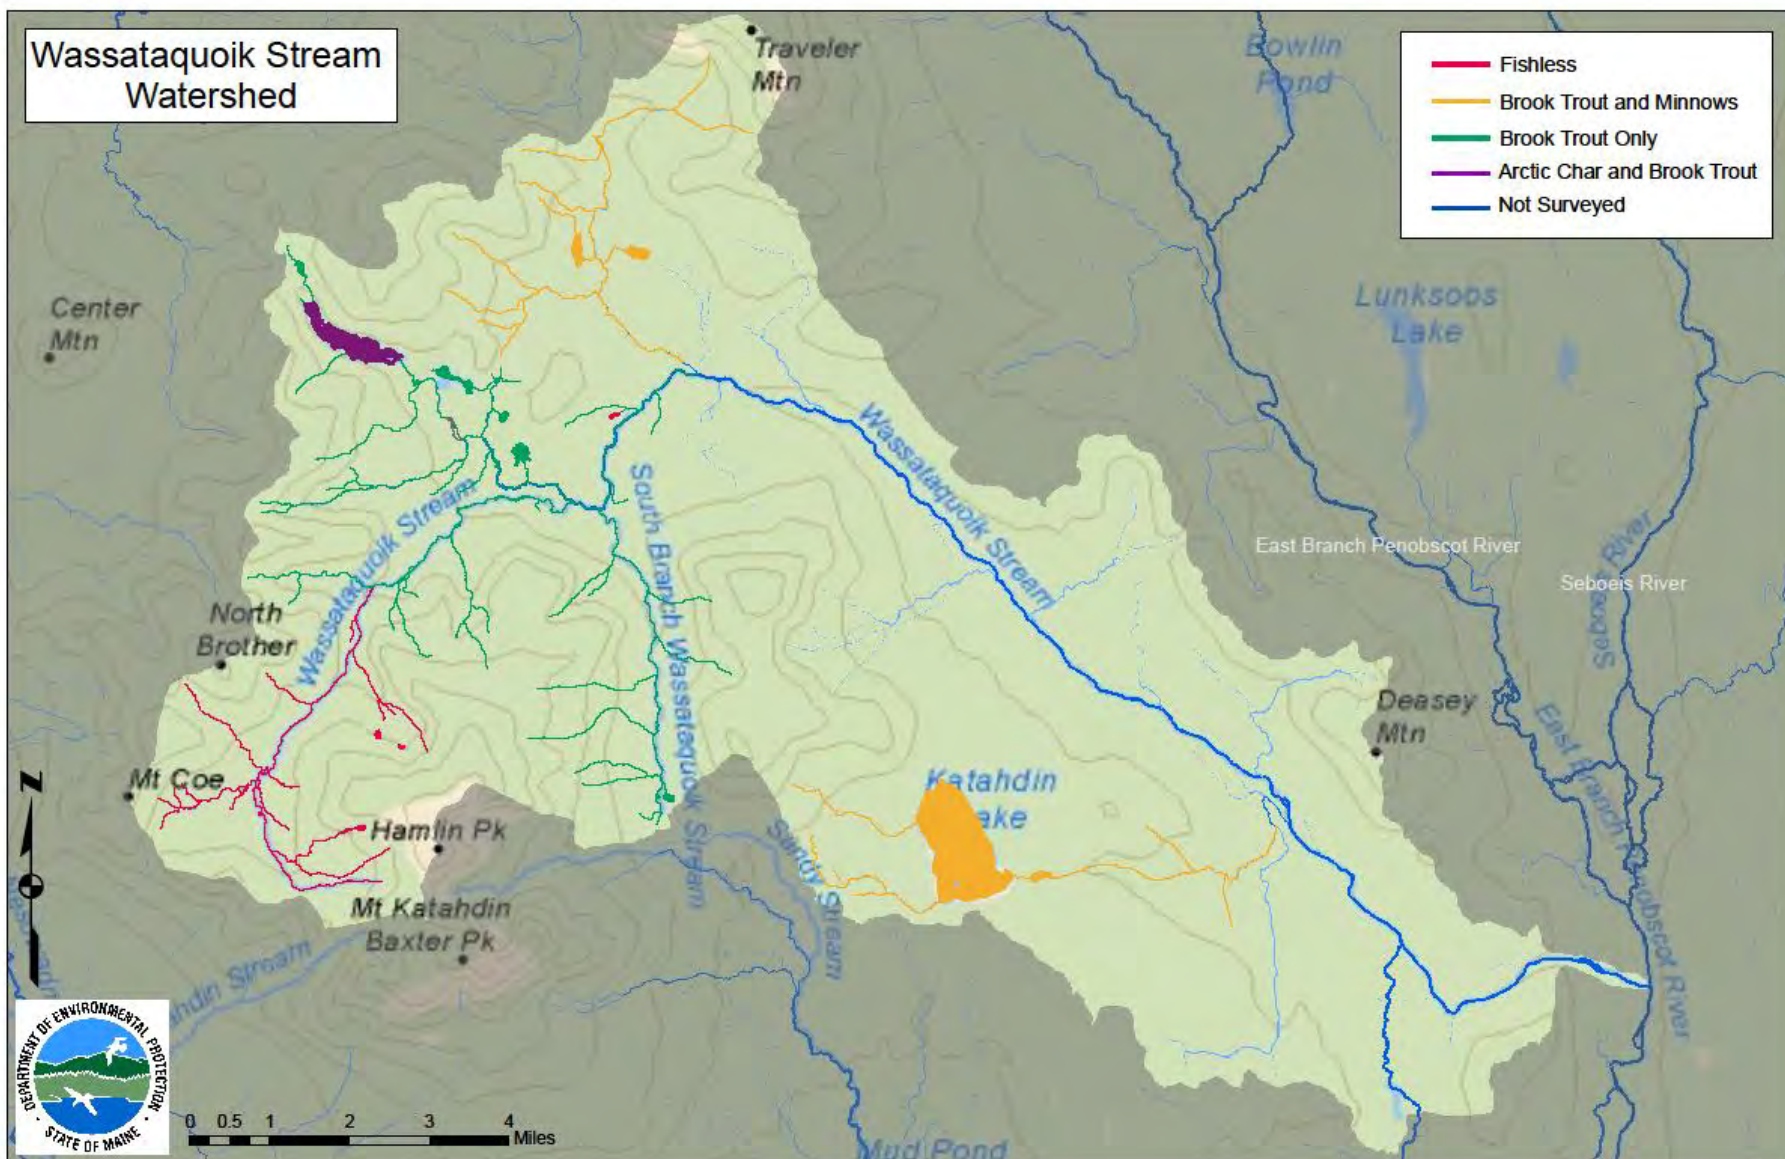 Wassataquoik Stream
Watershed
Traveler
Mtn
Bowlin
Pond
Fishless
Brook Trout and Minnows
Brook Trout Only
Arctic Char and Brook Trout
Not Surveyed
Center
Mtn
Lunksoos
Lake
Wassataquoik Stream
Wassataquoik Stream
South Branch Wassataquoik Stream
East Branch Penobscot River
Seboeis River
Seboeis River
North
Brother
Deasey
Mtn
East Branch Penobscot River
Mt Coe
Katahdin
Lake
Hamlin Pk
Sandy Stream
Mt Katahdin
Baxter Pk
andin Stream
N
DEPARTMENT OF ENVIRONMENTAL PROTECTION
STATE OF MAINE
0 0.5 1 2 3 4
Miles
Mud Pond